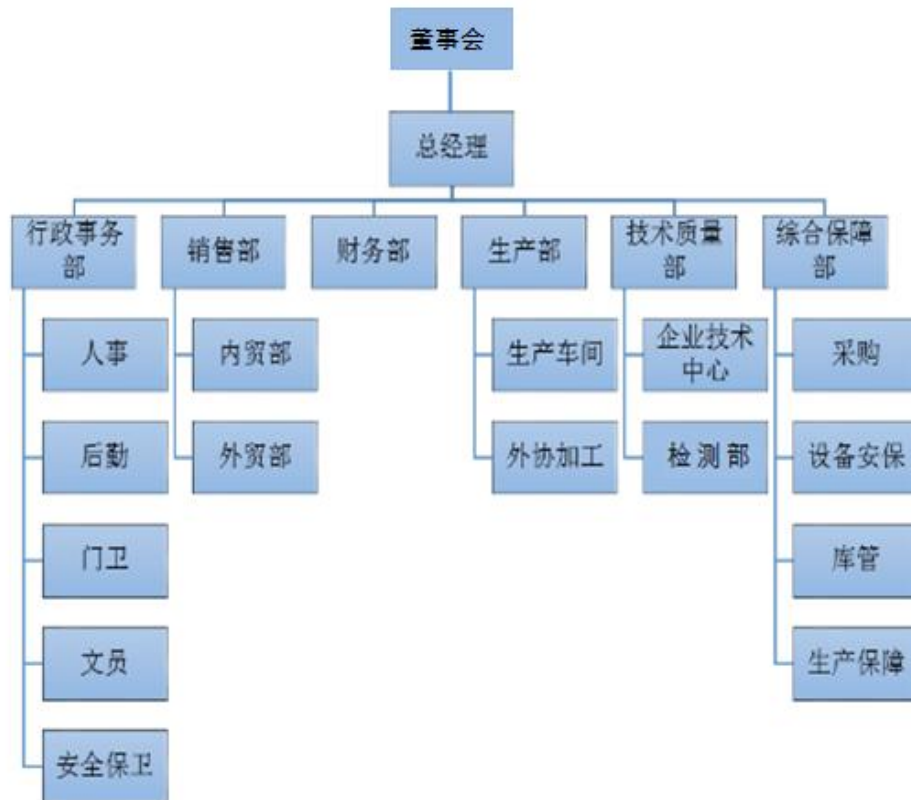 董事会
总经理
行政事务
部
销售部
财务部
生产部
技术质量
部
综合保障
部
人事
内贸部
生产车间
企业技术
中心
采购
后勤
外贸部
外协加工
检测部
设备安保
门卫
库管
文员
生产保障
安全保卫